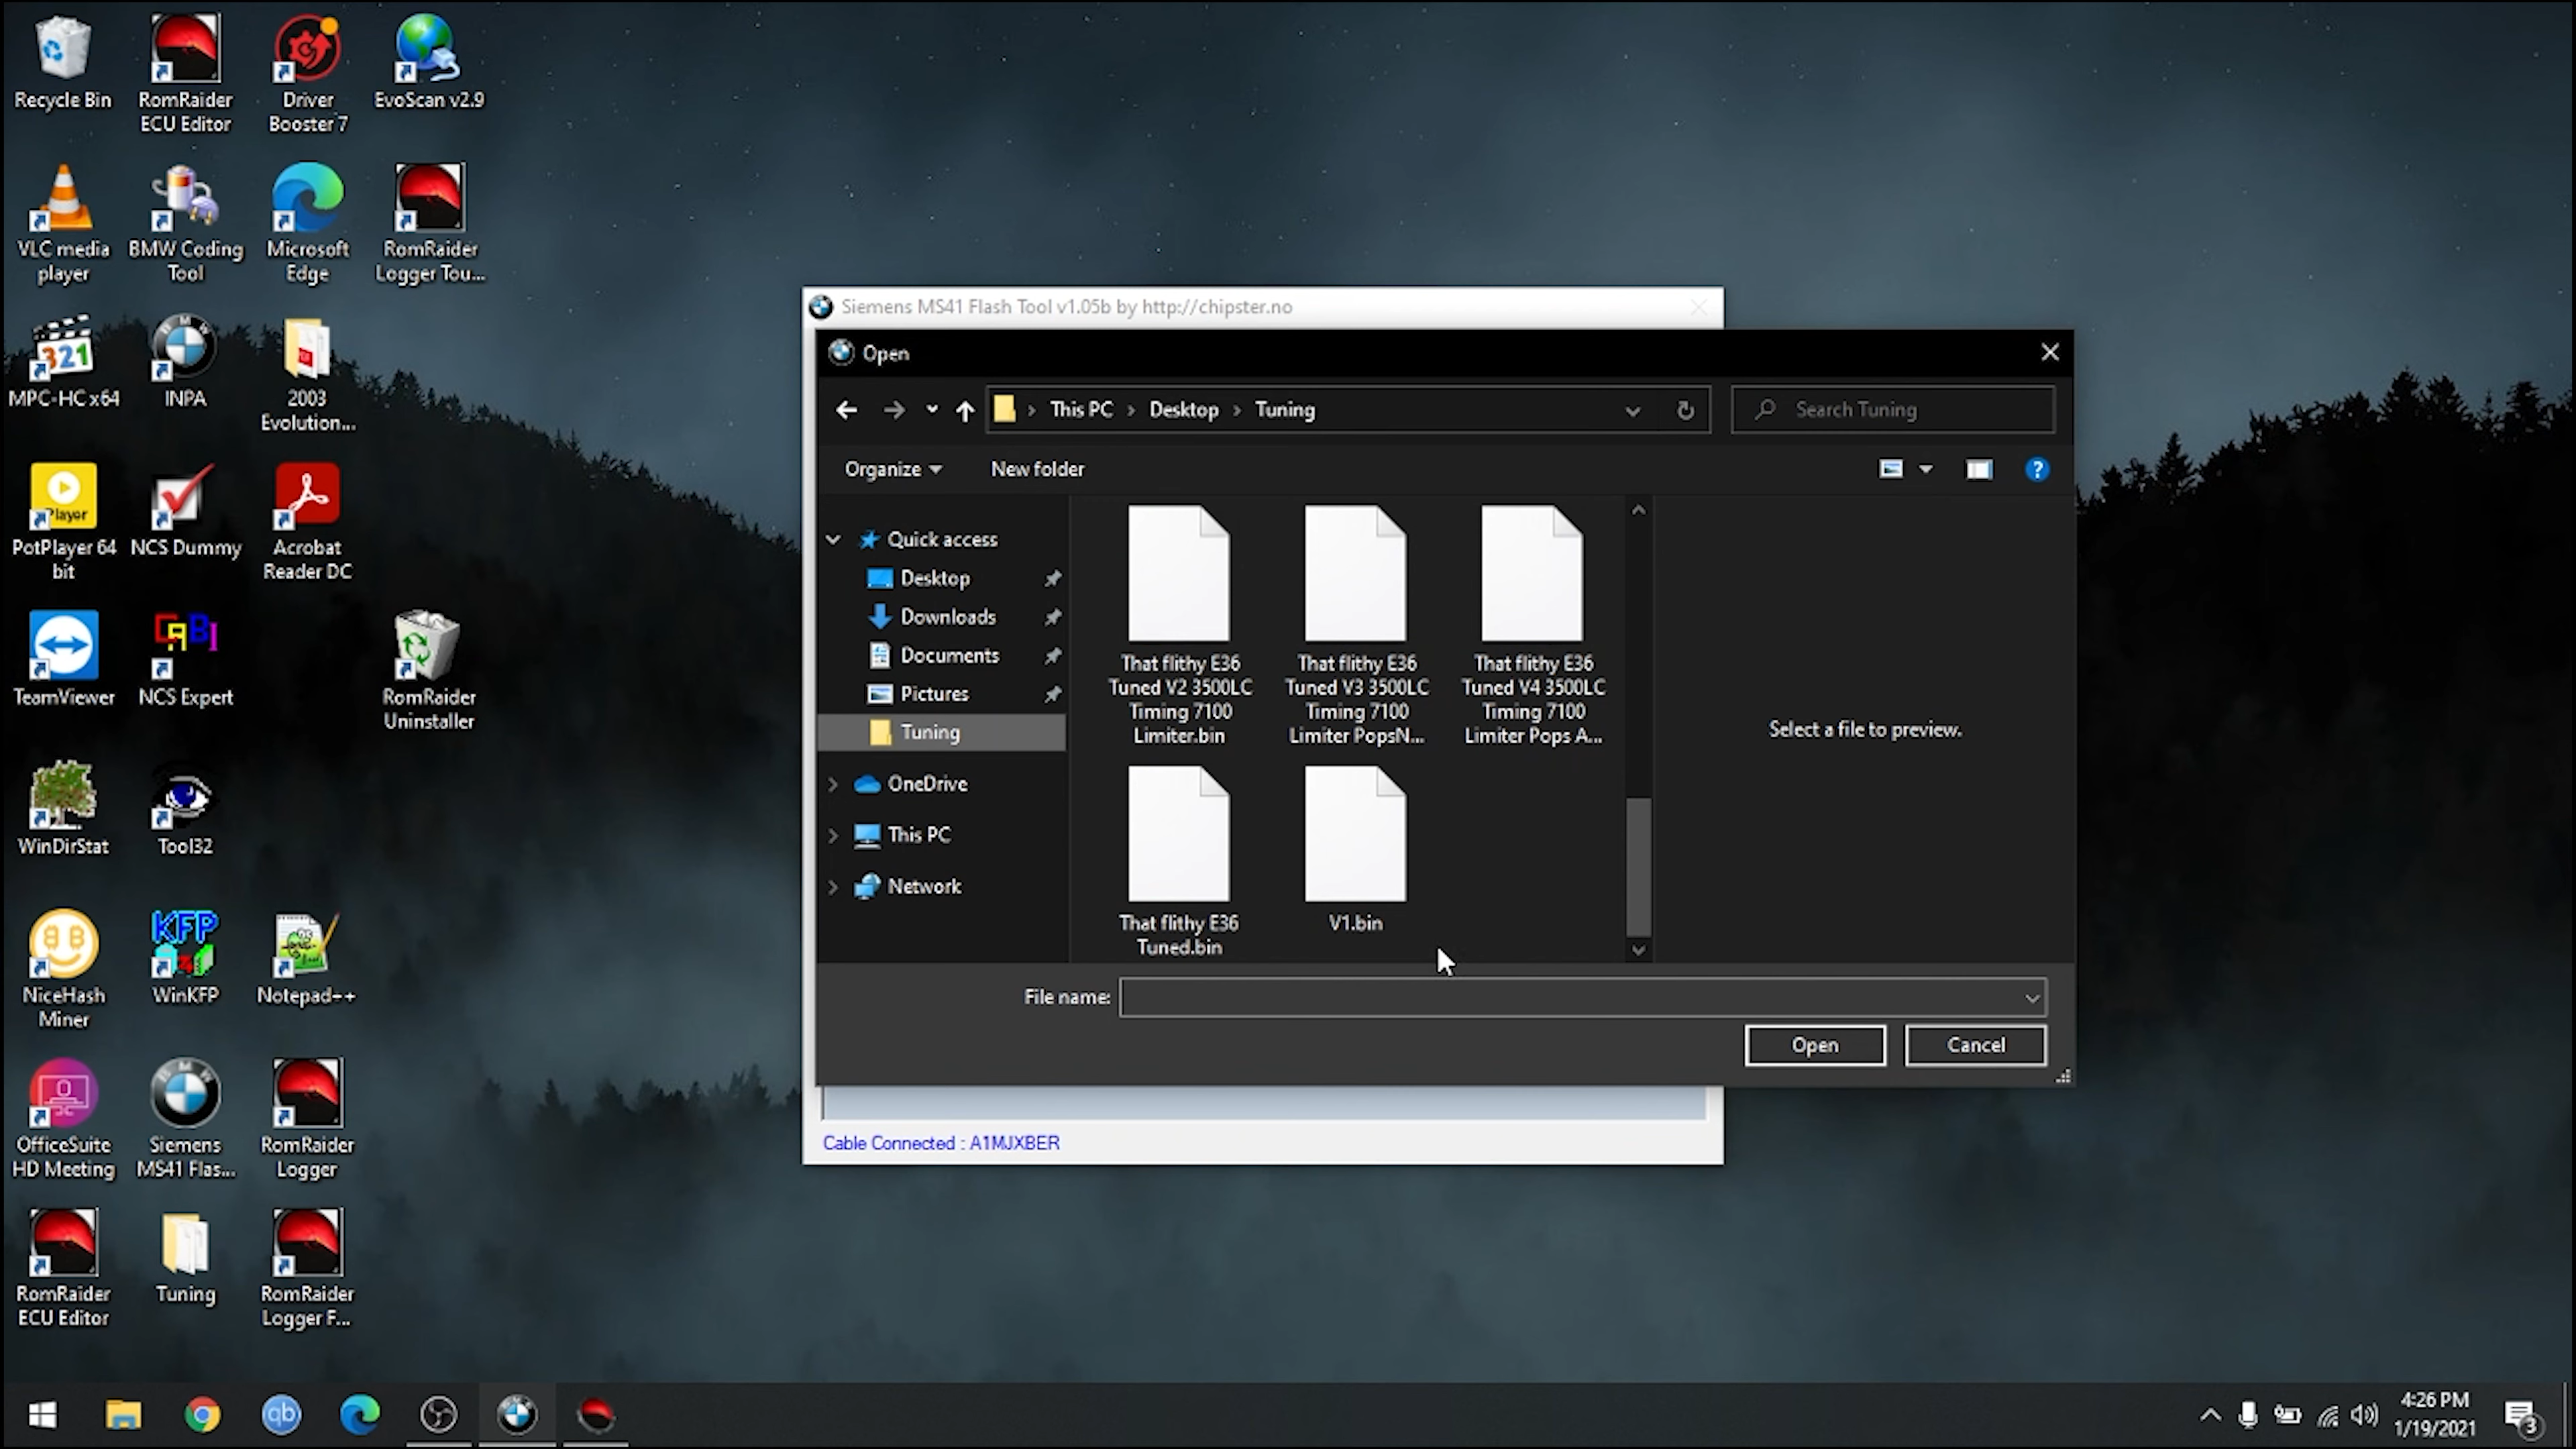 Recycle Bin
RomRaider
ECU Editor
Driver
Booster 7
EvoScan v2.9
VLC media
player
BMW Coding
Tool
Microsoft
Edge
RomRaider
Logger Tou...
MPC-HC x64
INPA
2003
Evolution...
PotPlayer 64
bit
NCS Dummy
Acrobat
Reader DC
TeamViewer
NCS Expert
RomRaider
Uninstaller
WinDirStat
Tool32
NiceHash
Miner
WinKFP
Notepad++
OfficeSuite
HD Meeting
Siemens
MS41 Flas...
RomRaider
Logger
RomRaider
ECU Editor
Tuning
RomRaider
Logger F...
Siemens MS41 Flash Tool v1.05b by http://chipster.no
Open
This PC › Desktop › Tuning
Search Tuning
Organize
New folder
Quick access
Desktop
Downloads
Documents
Pictures
Tuning
OneDrive
This PC
Network
That flithy E36
Tuned V2 3500LC
Timing 7100
Limiter.bin
That flithy E36
Tuned V3 3500LC
Timing 7100
Limiter PopsN...
That flithy E36
Tuned V4 3500LC
Timing 7100
Limiter Pops A...
That flithy E36
Tuned.bin
V1.bin
Select a file to preview.
File name:
Open
Cancel
Cable Connected : A1MJXBER
4:26 PM
1/19/2021
3